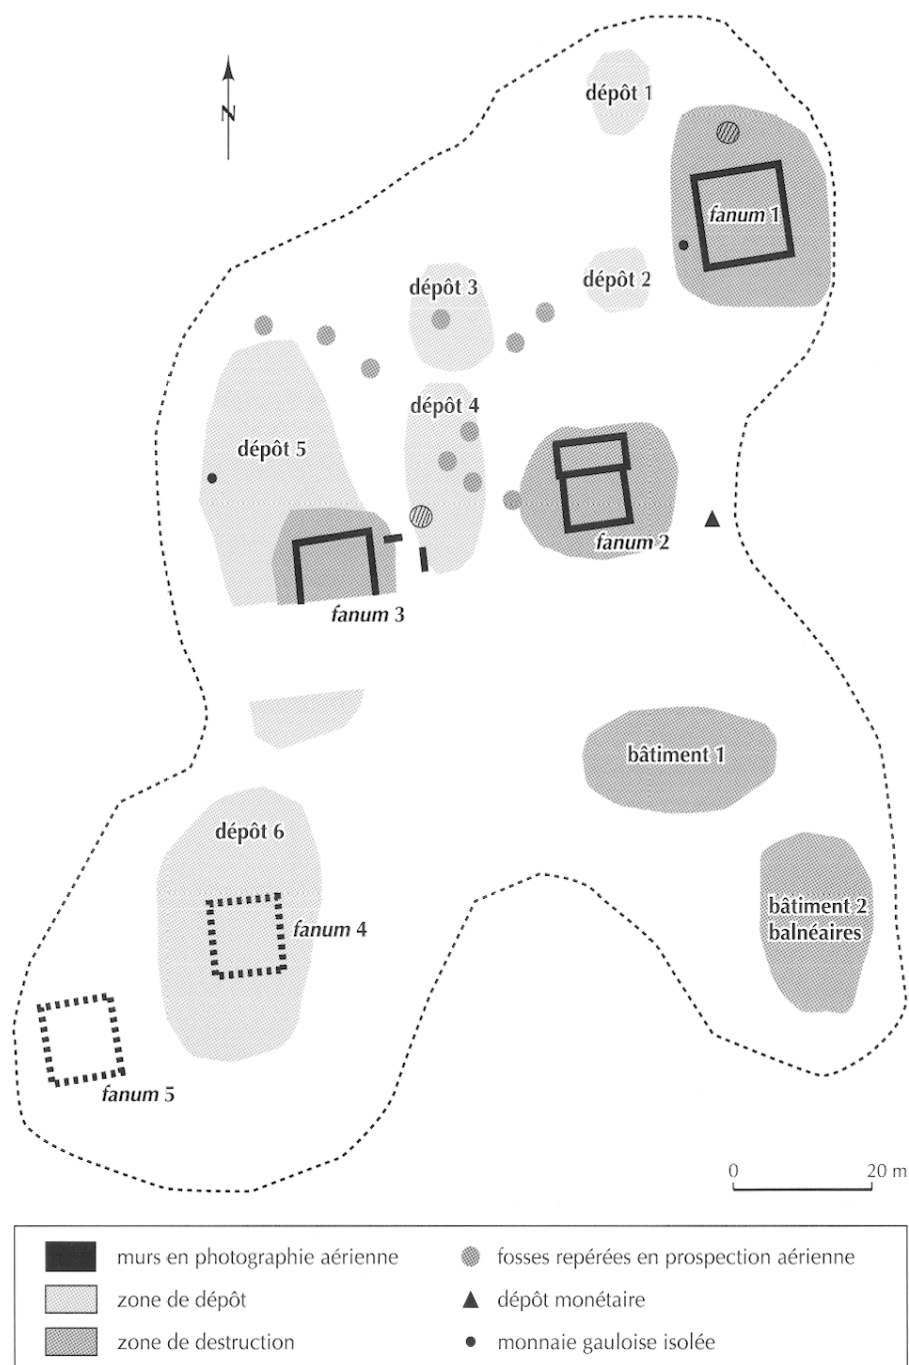 dépôt 1
N
fanum 1
dépôt 2
dépôt 3
dépôt 4
dépôt 5
fanum 2
fanum 3
bâtiment 1
dépôt 6
bâtiment 2
balnéaires
fanum 4
fanum 5
0 20 m
murs en photographie aérienne
zone de dépôt
zone de destruction
fosses repérées en prospection aérienne
dépôt monétaire
monnaie gauloise isolée